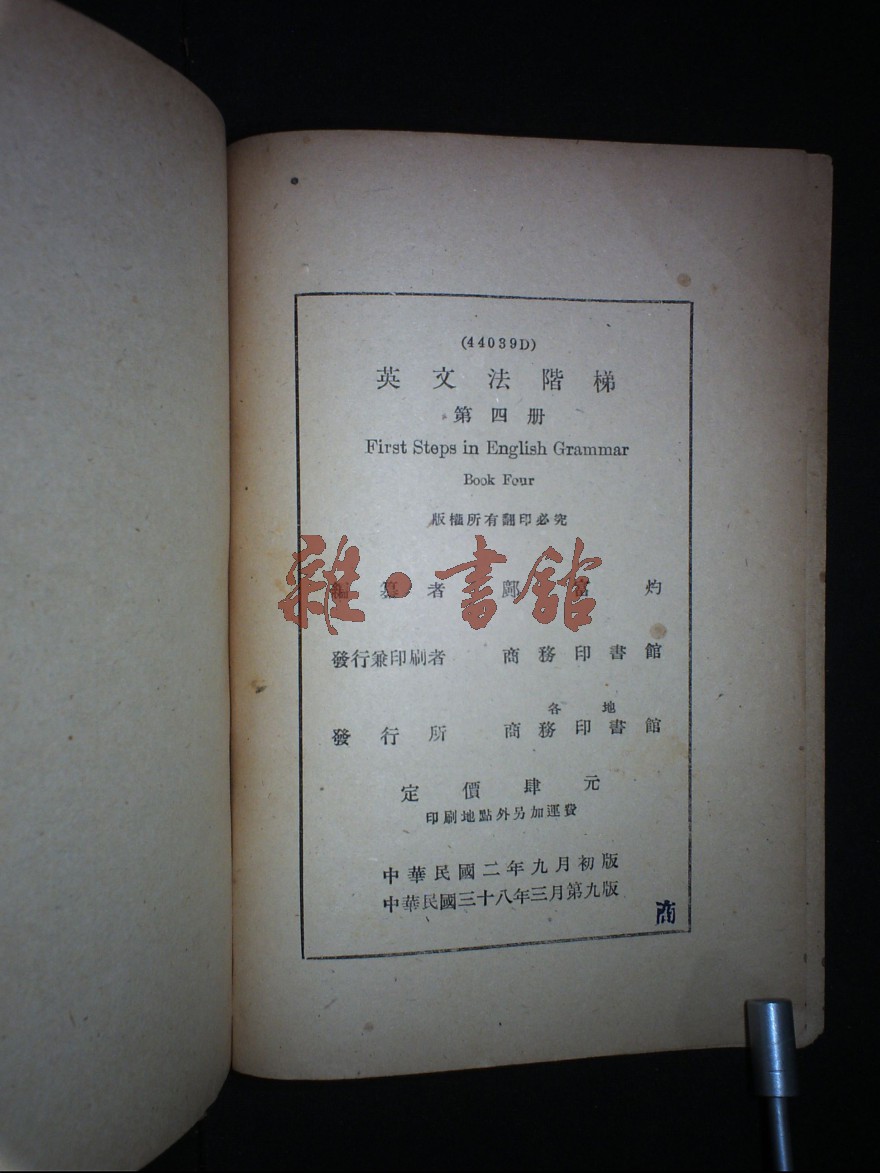 (44039D)
英文法階梯
第四册
First Steps in English Grammar
Book Four
版權所有翻印必究
雜·書館
編纂者 鄺富灼
發行兼印刷者 商務印書館
各地
發行所 商務印書館
定價肆元
印刷地點外另加運費
中華民國二年九月初版
中華民國三十八年三月第九版
商